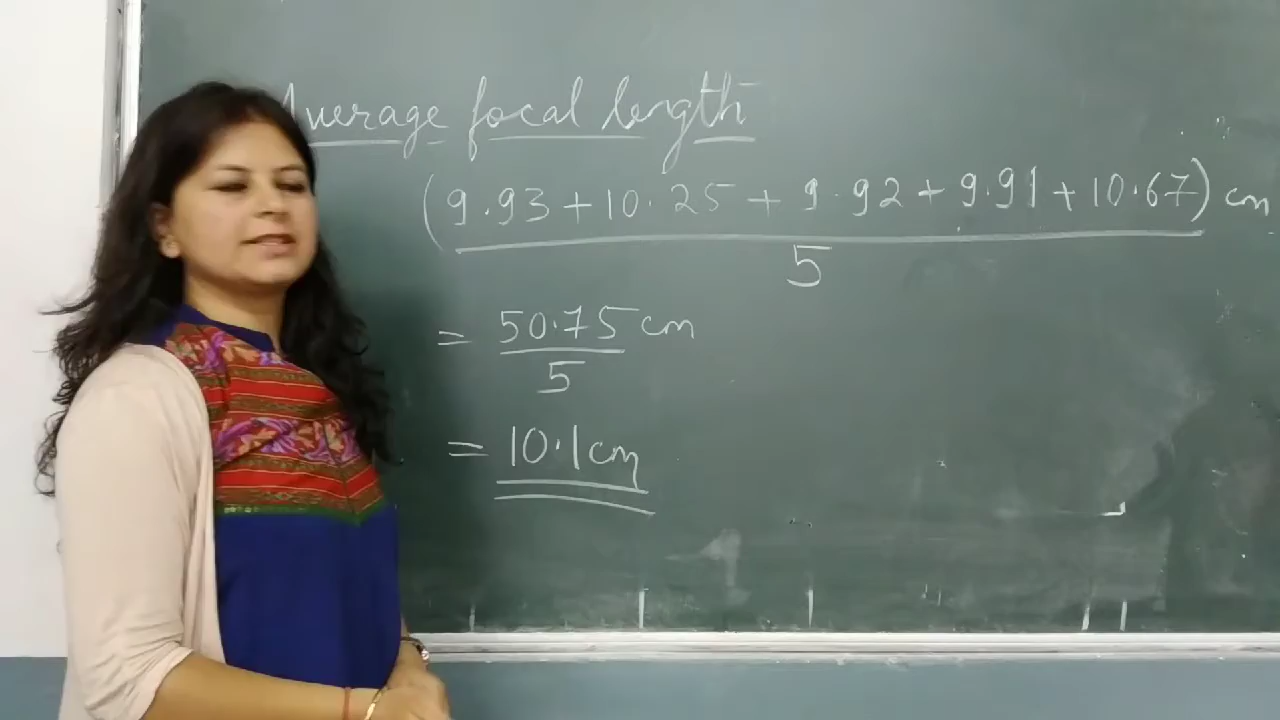 Average focal length
(9.93+10.25+9.92+9.91+10.67) cm
5
= 50.75 cm
5
= 10.1 cm